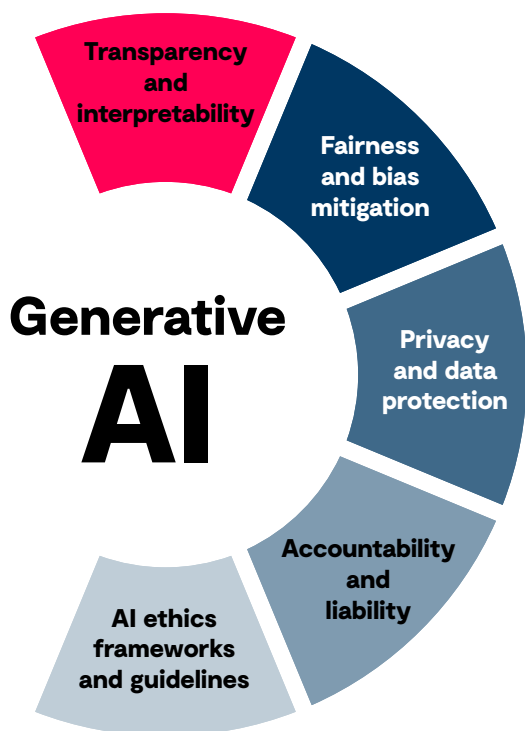 Transparency
and
interpretability
Fairness
and bias
mitigation
Generative
AI
Privacy
and data
protection
Accountability
and
liability
AI ethics
frameworks
and guidelines